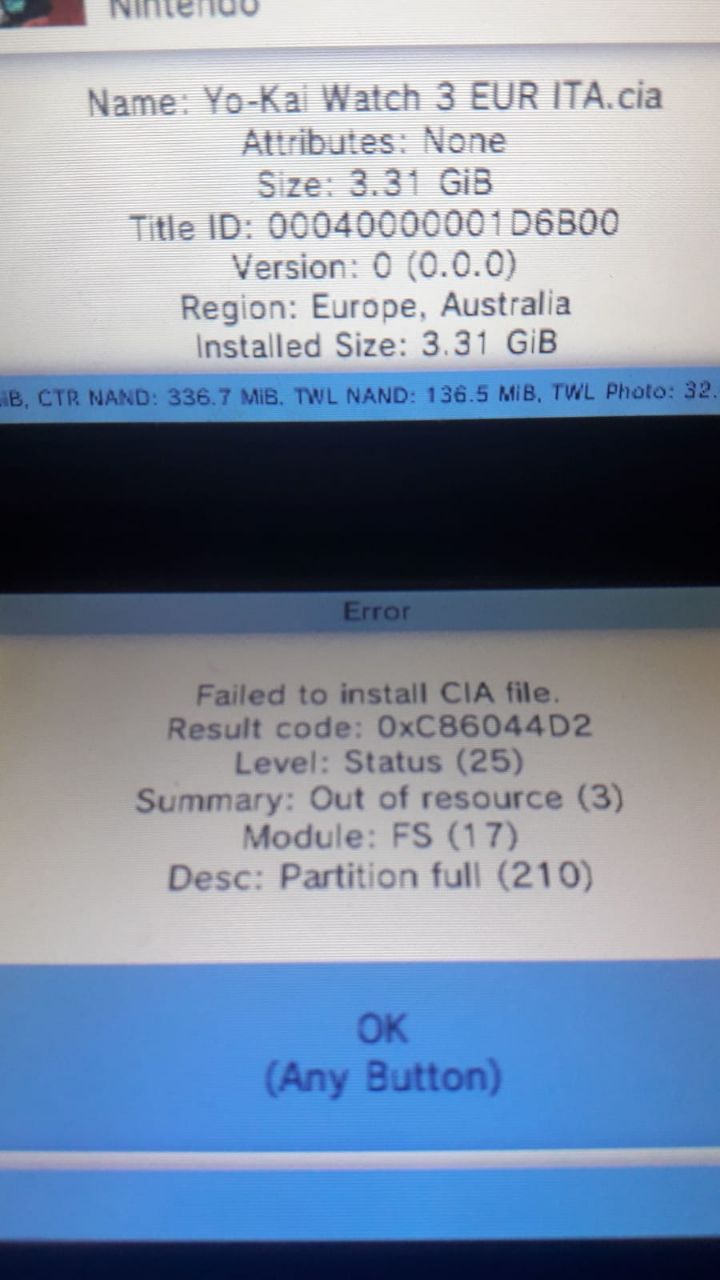 Nintendo
Name: Yo-Kai Watch 3 EUR ITA.cia
Attributes: None
Size: 3.31 GiB
Title ID: 00040000001D6B00
Version: 0 (0.0.0)
Region: Europe, Australia
Installed Size: 3.31 GiB
iB, CTR NAND: 336.7 MiB, TWL NAND: 136.5 MiB, TWL Photo: 32.
Error
Failed to install CIA file.
Result code: 0xC86044D2
Level: Status (25)
Summary: Out of resource (3)
Module: FS (17)
Desc: Partition full (210)
OK
(Any Button)